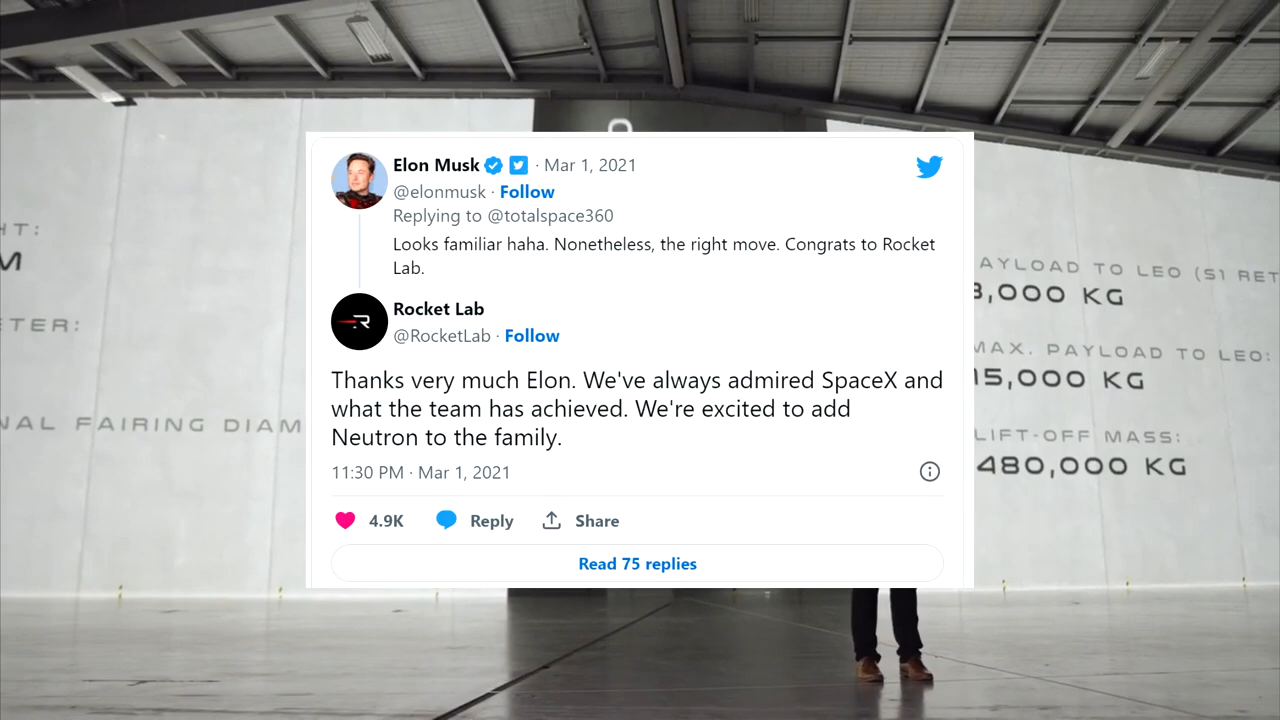 Elon Musk · Mar 1, 2021
@elonmusk · Follow
Replying to @totalspace360
Looks familiar haha. Nonetheless, the right move. Congrats to Rocket
Lab.
Rocket Lab
@RocketLab · Follow
Thanks very much Elon. We've always admired SpaceX and
what the team has achieved. We're excited to add
Neutron to the family.
11:30 PM · Mar 1, 2021
4.9K Reply Share
Read 75 replies
HT:
M
TER:
NAL FAIRING DIAM
AYLOAD TO LEO (S1 RET
8,000 KG
MAX. PAYLOAD TO LEO:
15,000 KG
LIFT-OFF MASS:
480,000 KG